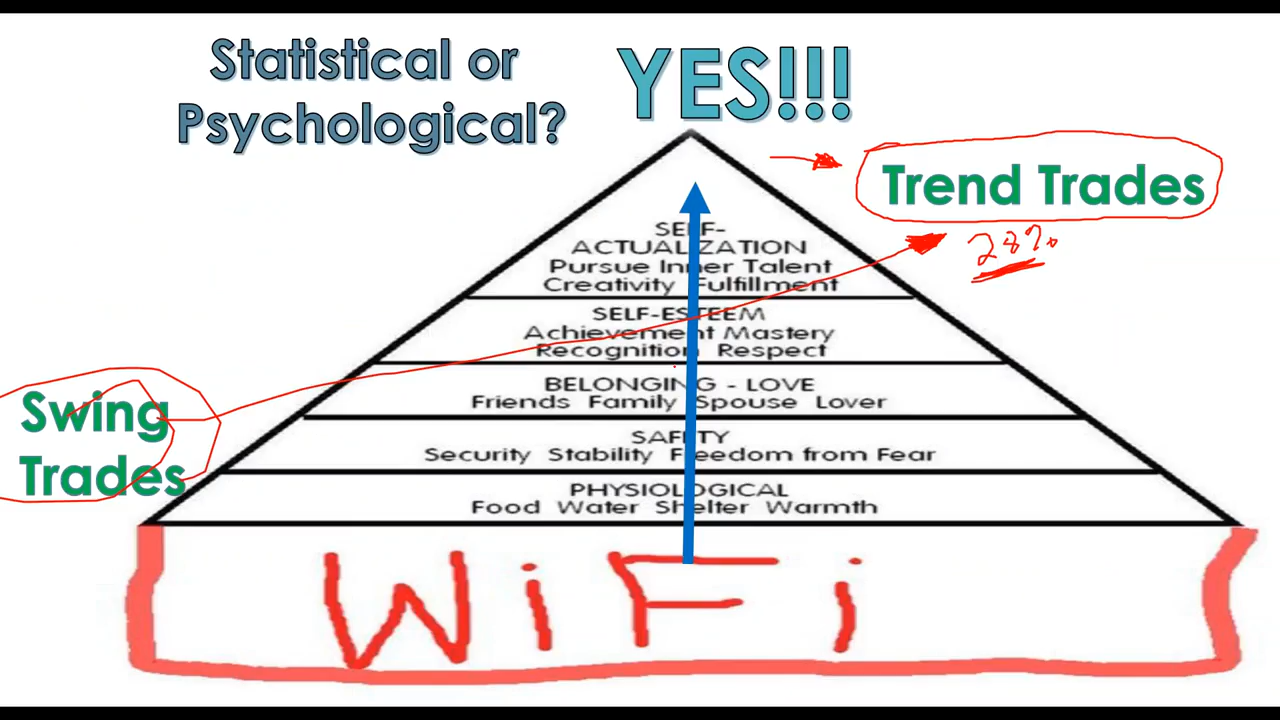 Statistical or
Psychological?
YES!!!
Trend Trades
28%
SELF-
ACTUALIZATION
Pursue Inner Talent
Creativity Fulfillment
SELF-ESTEEM
Achievement Mastery
Recognition Respect
BELONGING - LOVE
Friends Family Spouse Lover
Swing
Trades
SAFETY
Security Stability Freedom from Fear
PHYSIOLOGICAL
Food Water Shelter Warmth
WiFi